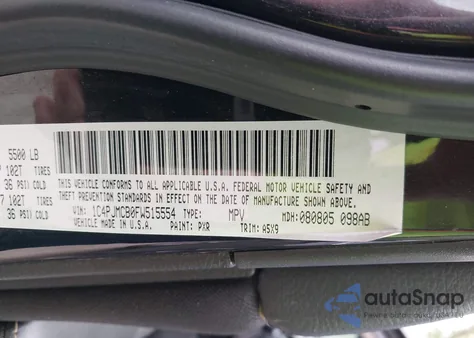 5500 LB
102T TIRES
36 PSI COLD
102T TIRES
36 PSI COLD
THIS VEHICLE CONFORMS TO ALL APPLICABLE U.S.A. FEDERAL MOTOR VEHICLE SAFETY AND
THEFT PREVENTION STANDARDS IN EFFECT ON THE DATE OF MANUFACTURE SHOWN ABOVE.
VIN: 1C4PJMCB0FW515554 TYPE: MPV MDH: 080805 098AB
VEHICLE MADE IN U.S.A. PAINT: PXR TRIM: A5X9
autoSnap